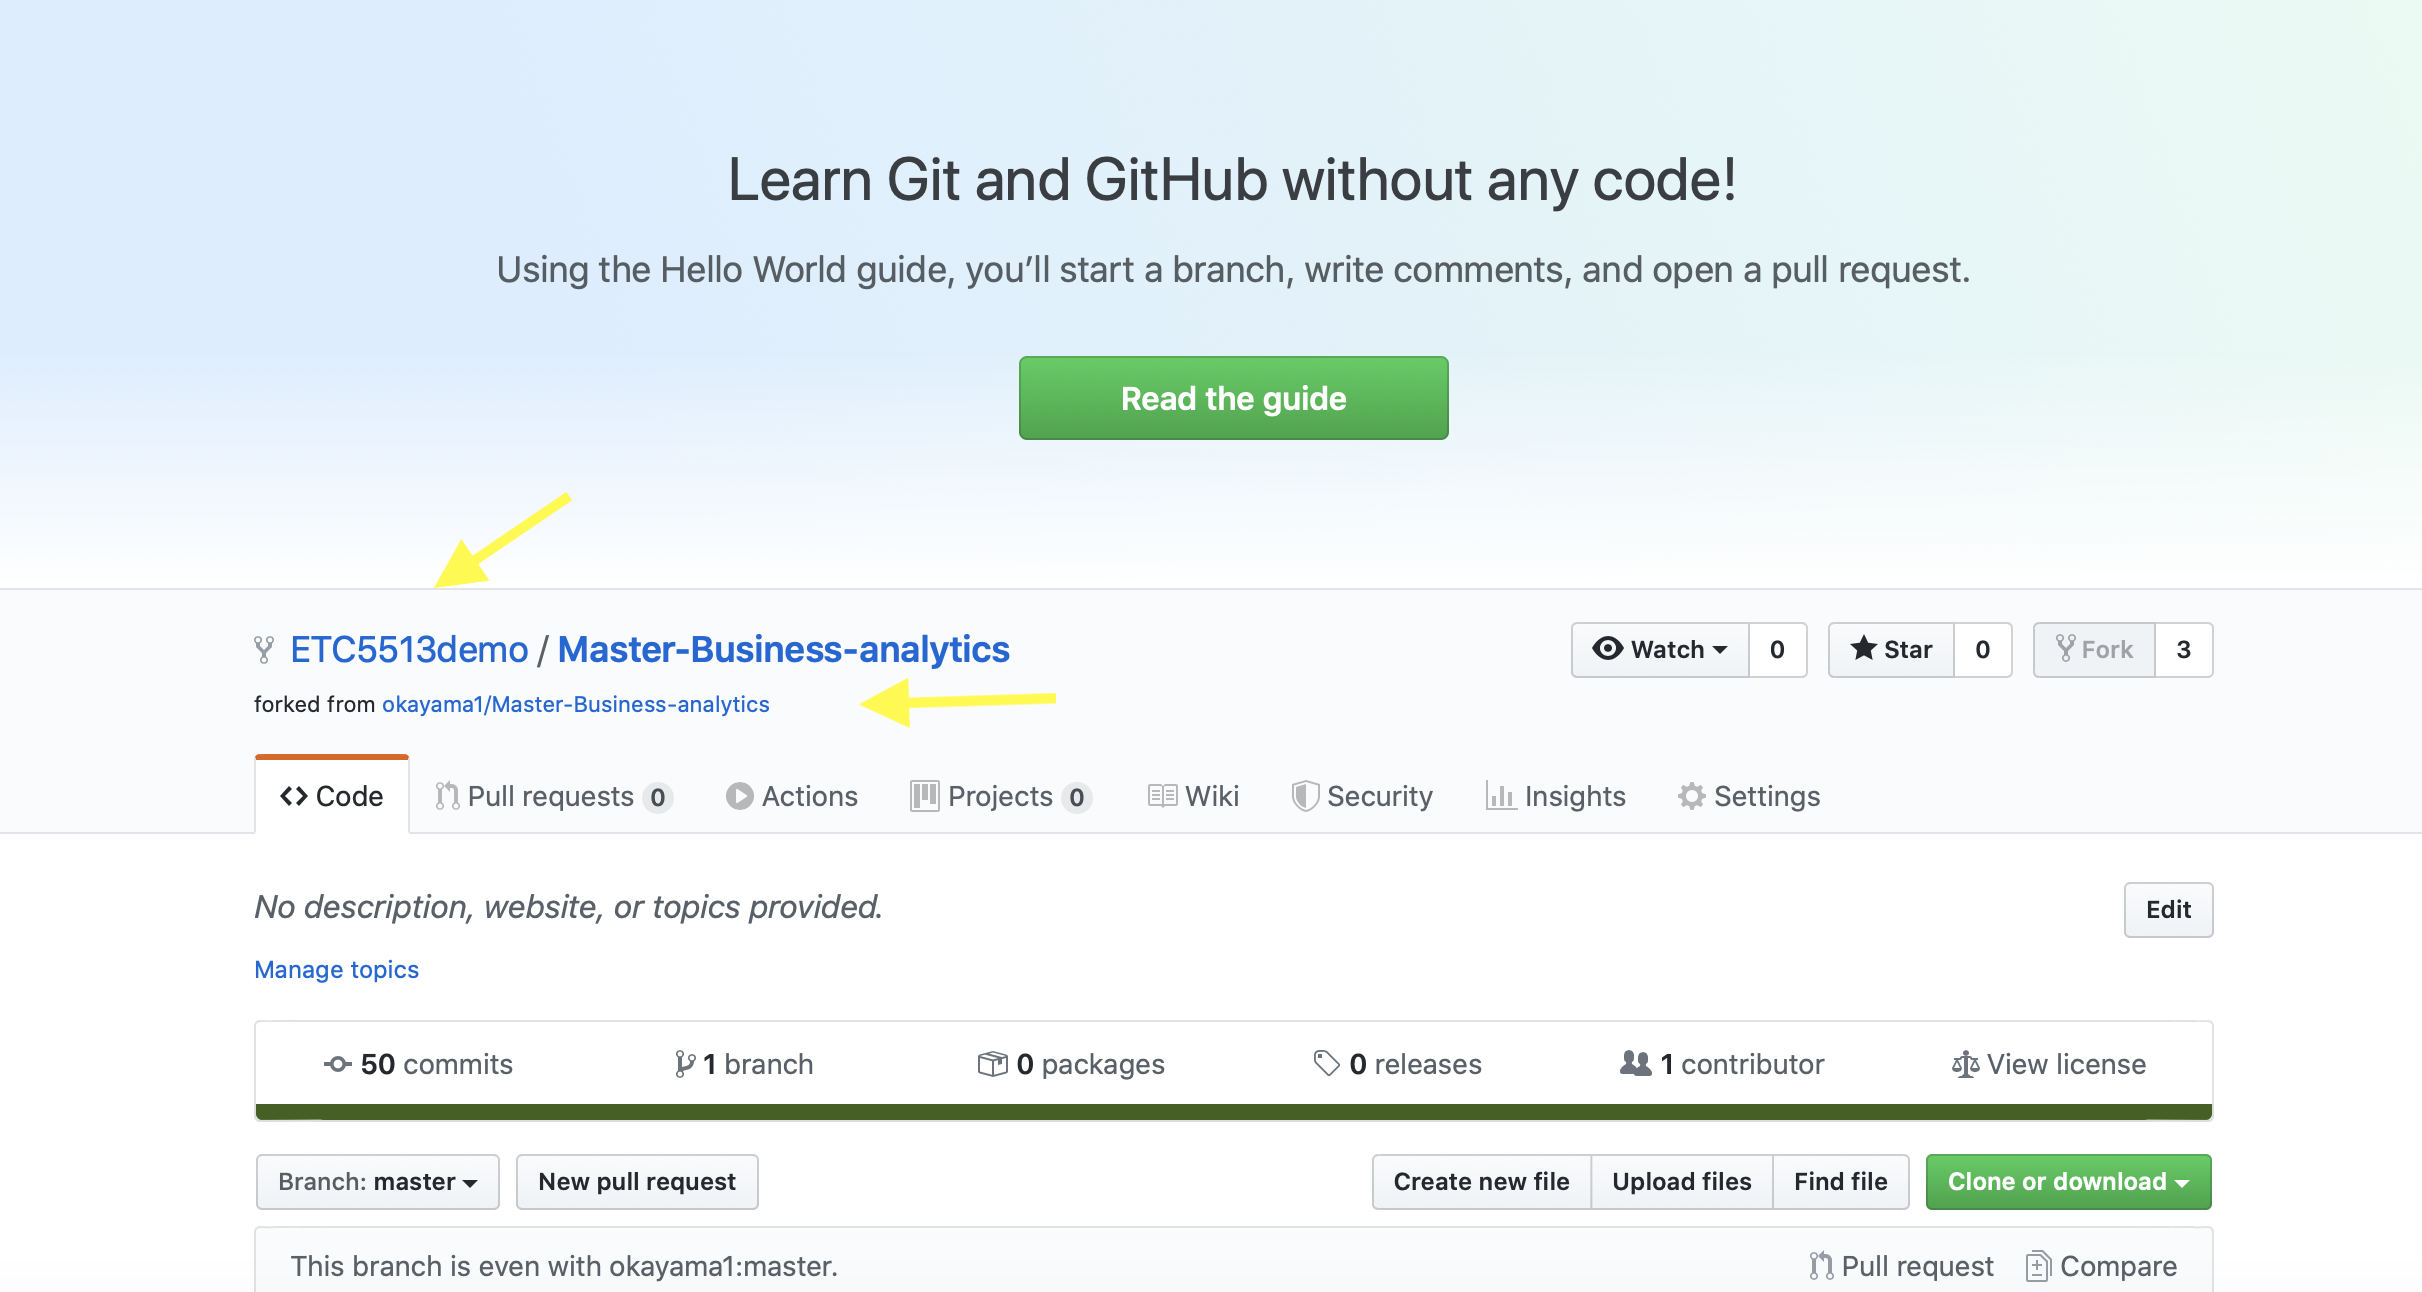 Learn Git and GitHub without any code!
Using the Hello World guide, you’ll start a branch, write comments, and open a pull request.
Read the guide
ETC5513demo / Master-Business-analytics
Watch 0 Star 0 Fork 3
forked from okayama1/Master-Business-analytics
Code Pull requests 0 Actions Projects 0 Wiki Security Insights Settings
No description, website, or topics provided.
Edit
Manage topics
50 commits 1 branch 0 packages 0 releases 1 contributor View license
Branch: master New pull request Create new file Upload files Find file Clone or download
This branch is even with okayama1:master. Pull request Compare